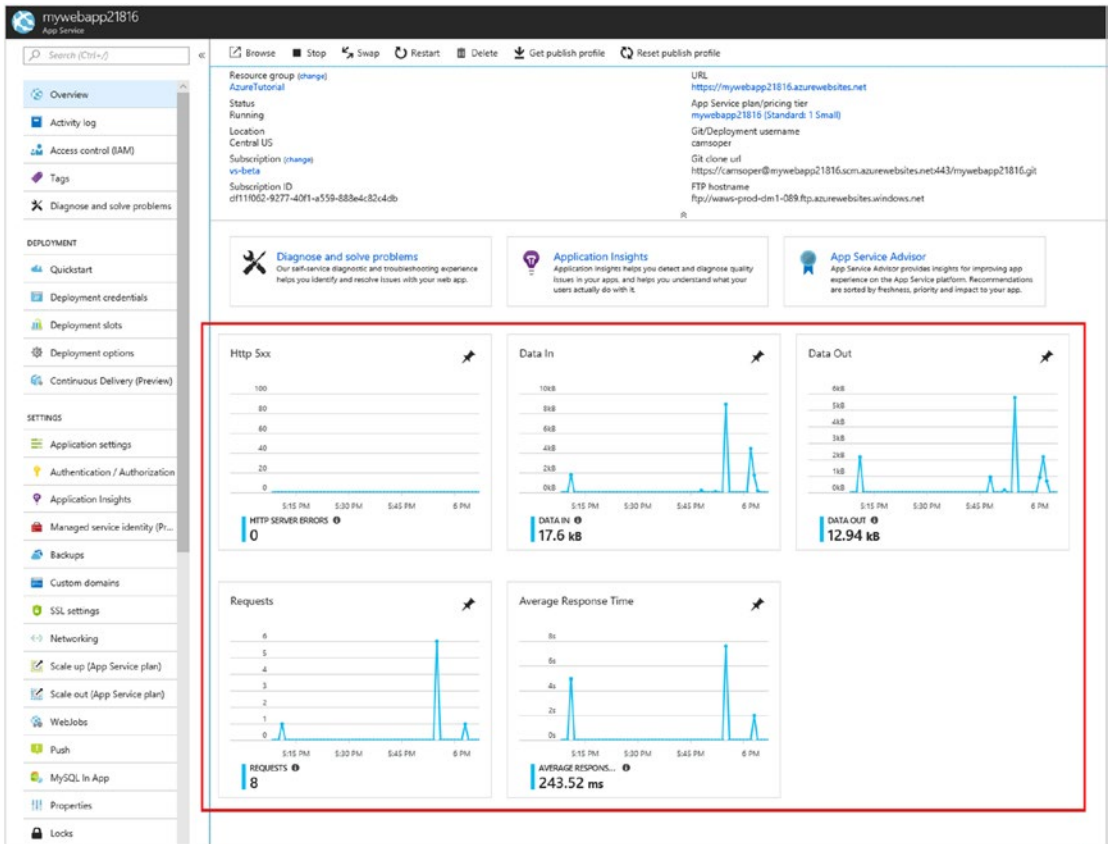 mywebapp21816
App Service
Search (Ctrl+/)
«
Overview
Activity log
Access control (IAM)
Tags
Diagnose and solve problems
DEPLOYMENT
Quickstart
Deployment credentials
Deployment slots
Deployment options
Continuous Delivery (Preview)
SETTINGS
Application settings
Authentication / Authorization
Application Insights
Managed service identity (Pr...
Backups
Custom domains
SSL settings
Networking
Scale up (App Service plan)
Scale out (App Service plan)
WebJobs
Push
MySQL In App
Properties
Locks
Browse Stop Swap Restart Delete Get publish profile Reset publish profile
Resource group (change)
AzureTutorial
Status
Running
Location
Central US
Subscription (change)
vs-beta
Subscription ID
df11f062-9277-40f1-a559-888e4c82c4db
URL
https://mywebapp21816.azurewebsites.net
App Service plan/pricing tier
mywebapp21816 (Standard: 1 Small)
Git/Deployment username
camsoper
Git clone url
https://camsoper@mywebapp21816.scm.azurewebsites.net:443/mywebapp21816.git
FTP hostname
ftp://waws-prod-dm1-089.ftp.azurewebsites.windows.net
Diagnose and solve problems
Our self-service diagnostic and troubleshooting experience
helps you identify and resolve issues with your web app.
Application Insights
Application Insights helps you detect and diagnose quality
issues in your apps, and helps you understand what your
users actually do with it.
App Service Advisor
App Service Advisor provides insights for improving app
experience on the App Service platform. Recommendations
are sorted by freshness, priority and impact to your app.
Http 5xx
100
80
60
40
20
0
5:15 PM 5:30 PM 5:45 PM 6 PM
HTTP SERVER ERRORS
0
Data In
10kB
8kB
6kB
4kB
2kB
0kB
5:15 PM 5:30 PM 5:45 PM 6 PM
DATA IN
17.6 kB
Data Out
6kB
5kB
4kB
3kB
2kB
1kB
0kB
5:15 PM 5:30 PM 5:45 PM 6 PM
DATA OUT
12.94 kB
Requests
6
5
4
3
2
1
0
5:15 PM 5:30 PM 5:45 PM 6 PM
REQUESTS
8
Average Response Time
8s
6s
4s
2s
0s
5:15 PM 5:30 PM 5:45 PM 6 PM
AVERAGE RESPONS...
243.52 ms